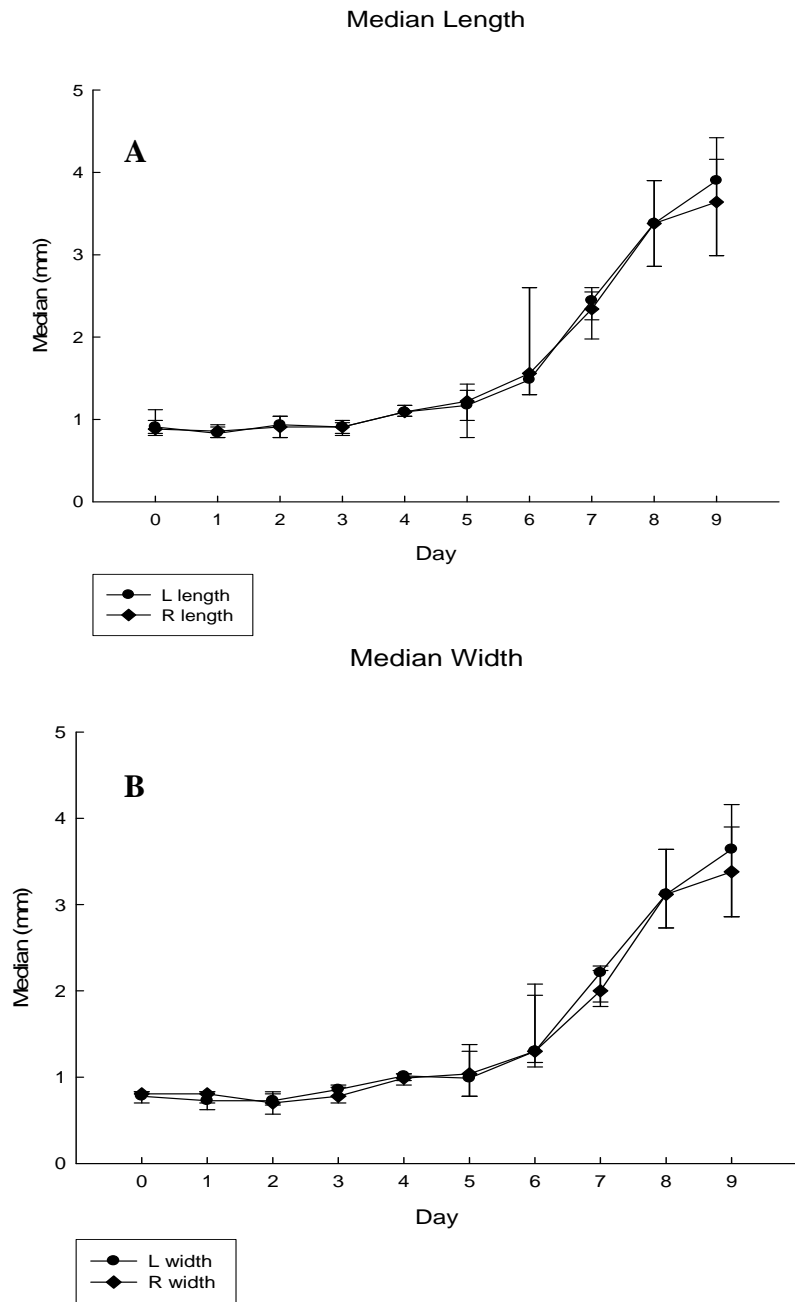 Median Length
5
A
4
3
Median (mm)
2
1
0
0 1 2 3 4 5 6 7 8 9
Day
L length
R length
Median Width
5
B
4
3
Median (mm)
2
1
0
0 1 2 3 4 5 6 7 8 9
Day
L width
R width